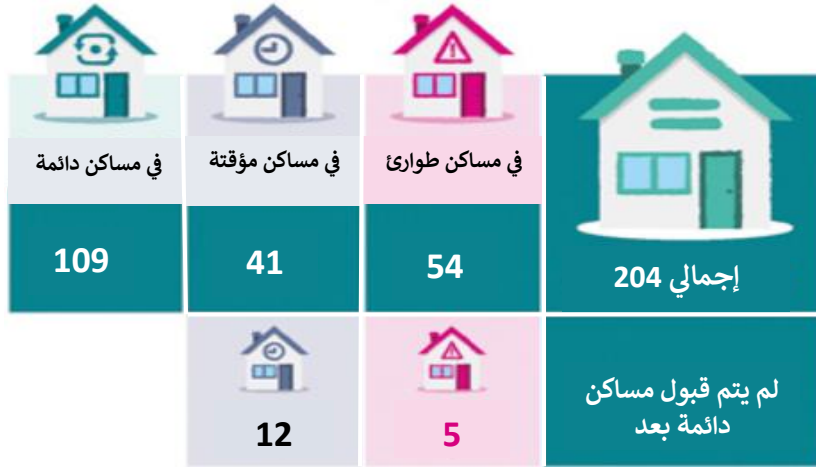 في مساكن طوارئ
في مساكن مؤقتة
في مساكن دائمة
إجمالي 204
54
41
109
لم يتم قبول مساكن
دائمة بعد
5
12